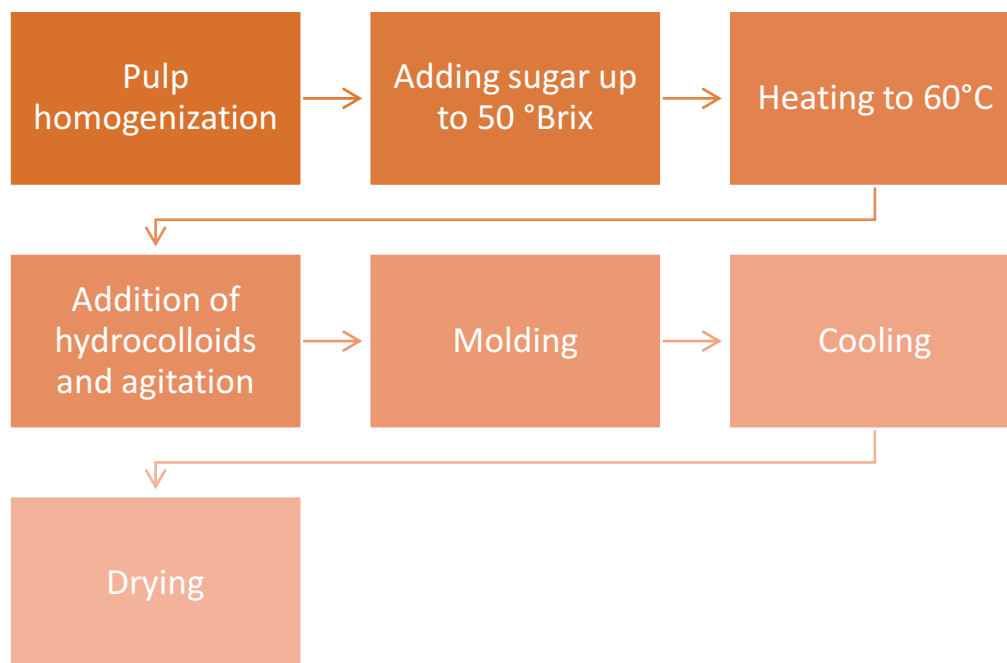 Pulp
homogenization
Adding sugar up
to 50 °Brix
Heating to 60°C
Addition of
hydrocolloids
and agitation
Molding
Cooling
Drying